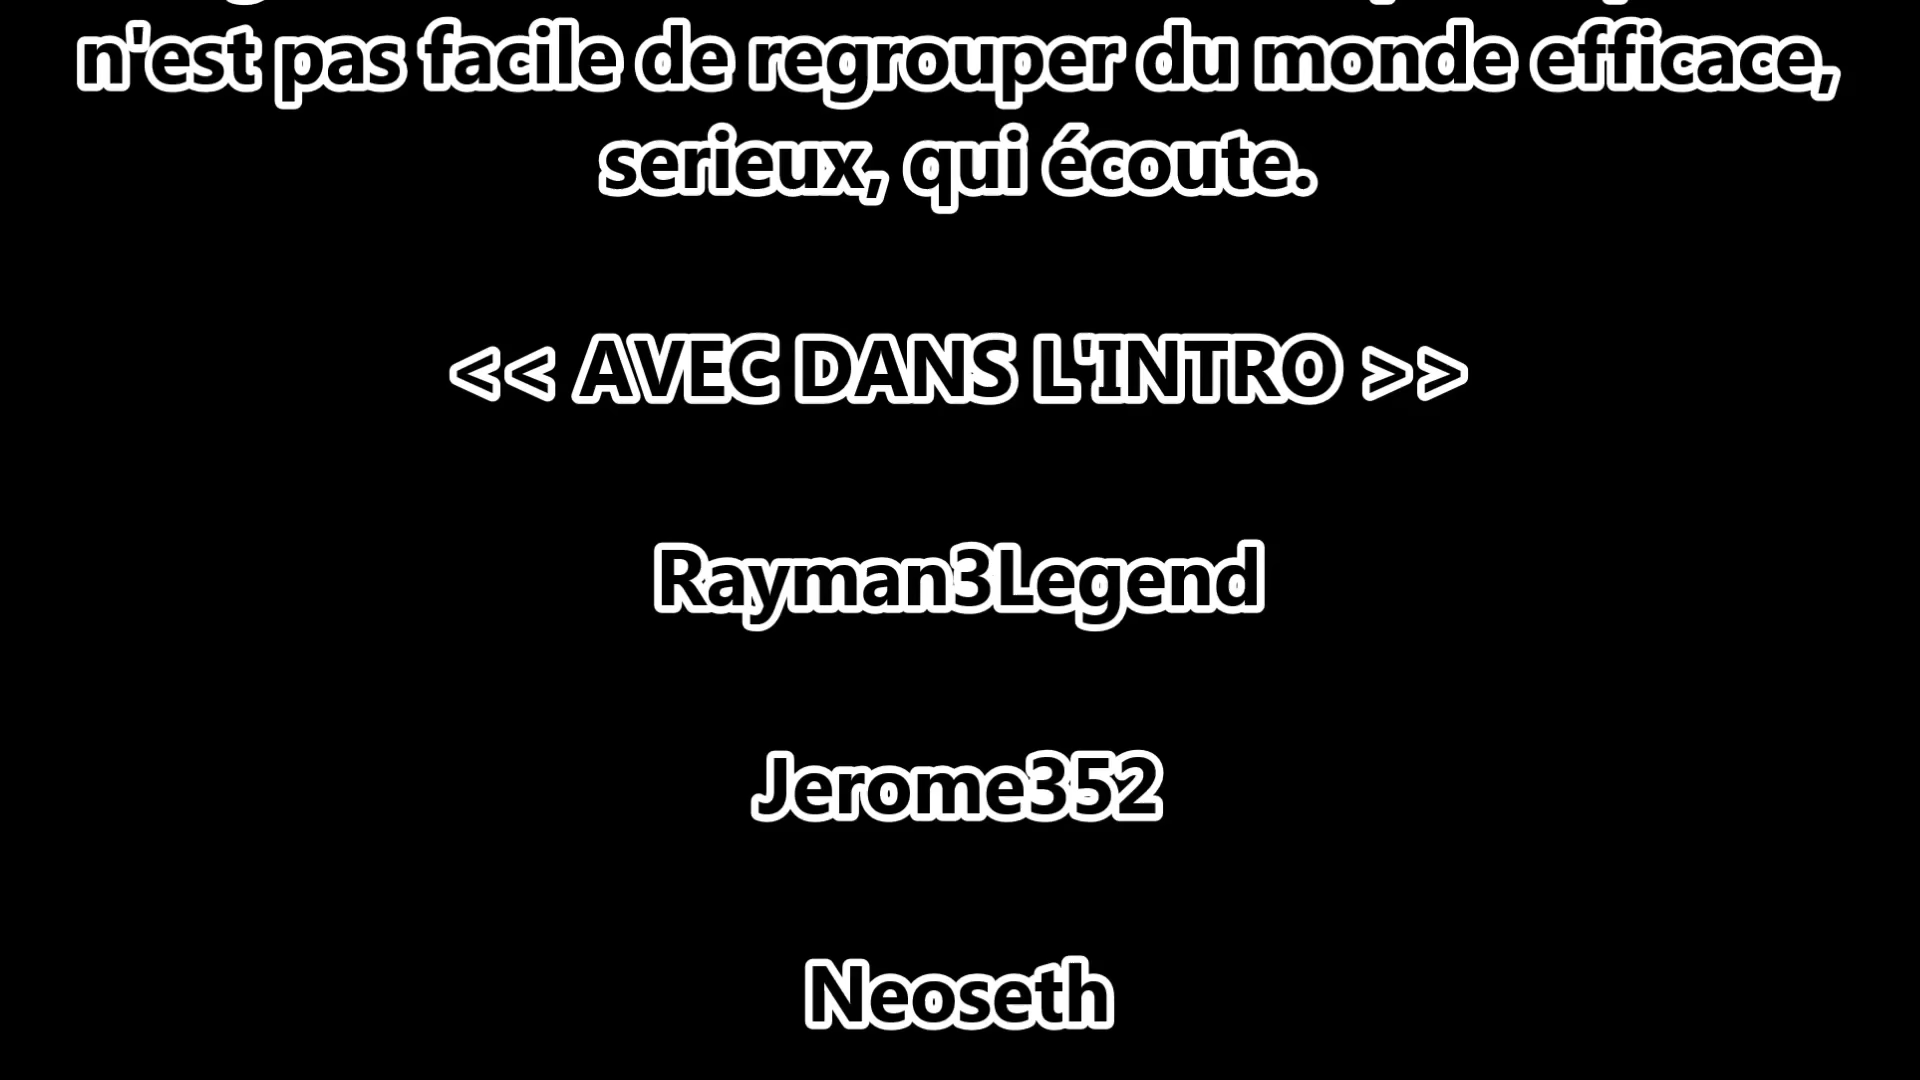 n'est pas facile de regrouper du monde efficace,
serieux, qui écoute.
<< AVEC DANS L'INTRO >>
Rayman3Legend
Jerome352
Neoseth